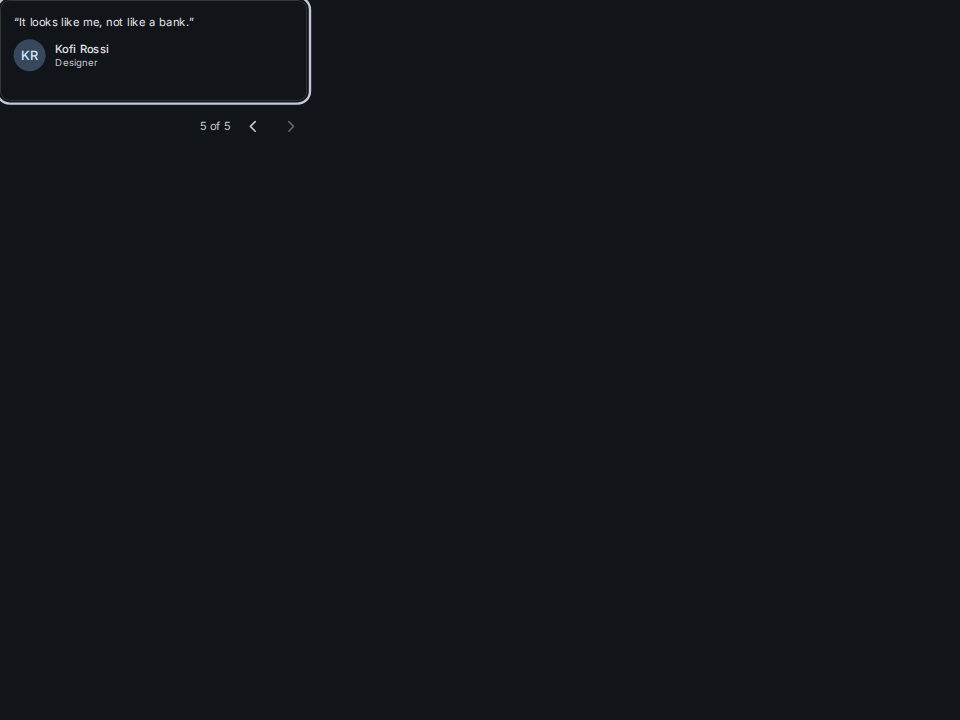 “It looks like me, not like a bank.”
KR
Kofi Rossi
Designer
5 of 5